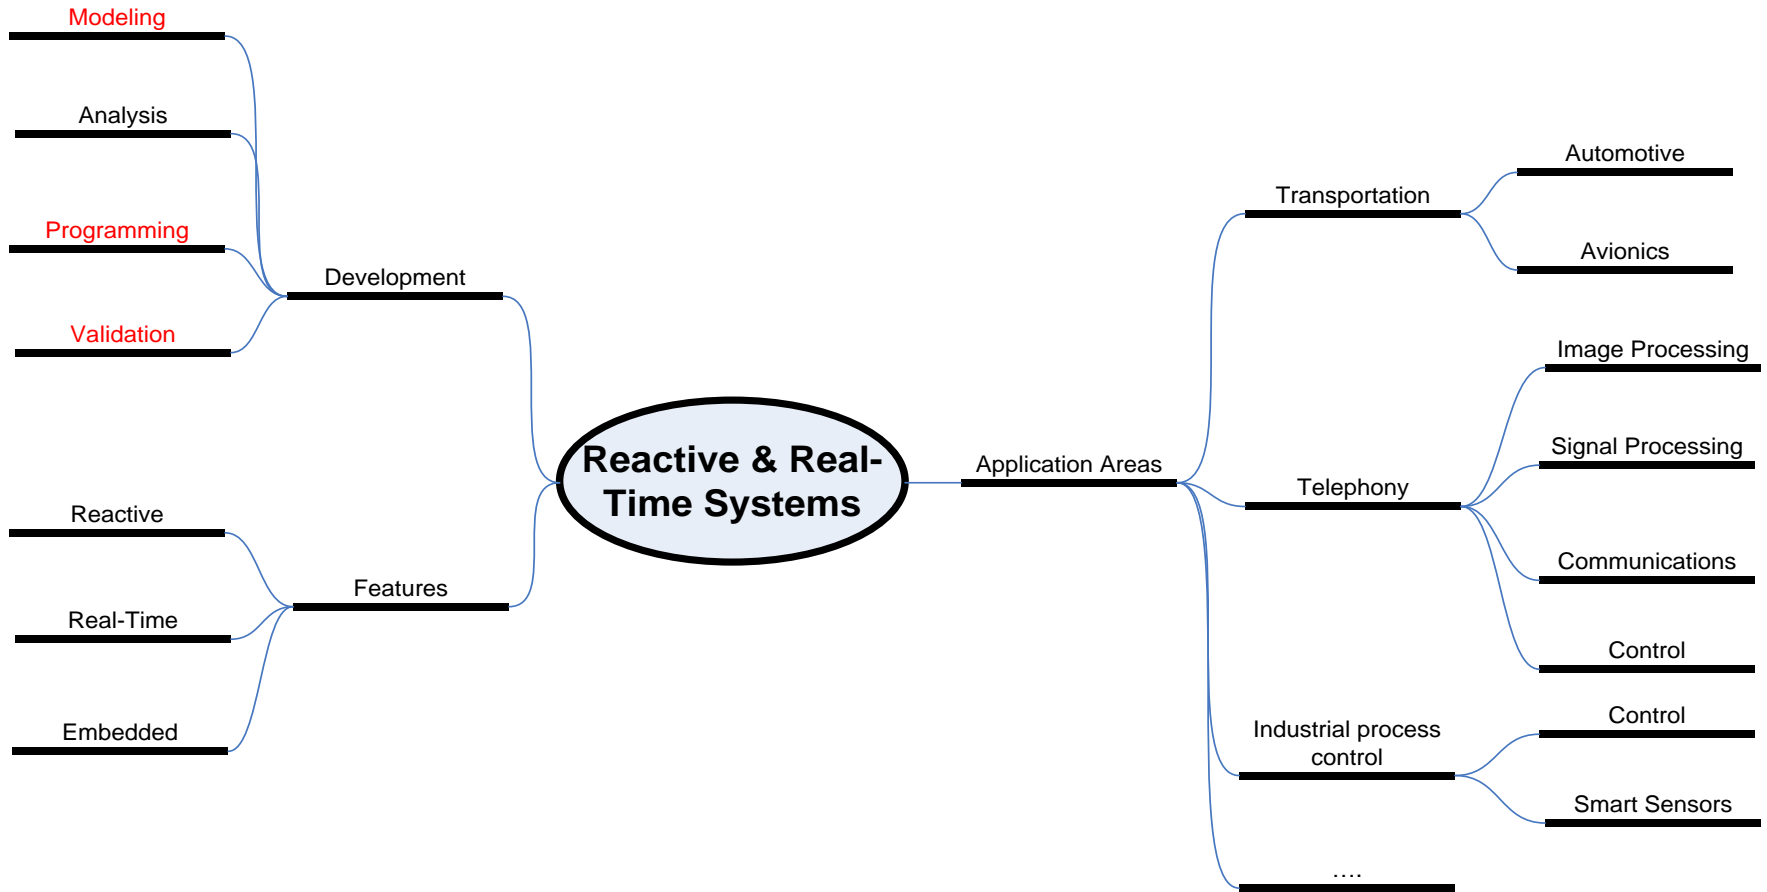 Modeling
Analysis
Programming
Validation
Development
Reactive
Real-Time
Embedded
Features
Reactive & Real-
Time Systems
Application Areas
Transportation
Automotive
Avionics
Telephony
Image Processing
Signal Processing
Communications
Control
Industrial process
control
Control
Smart Sensors
....